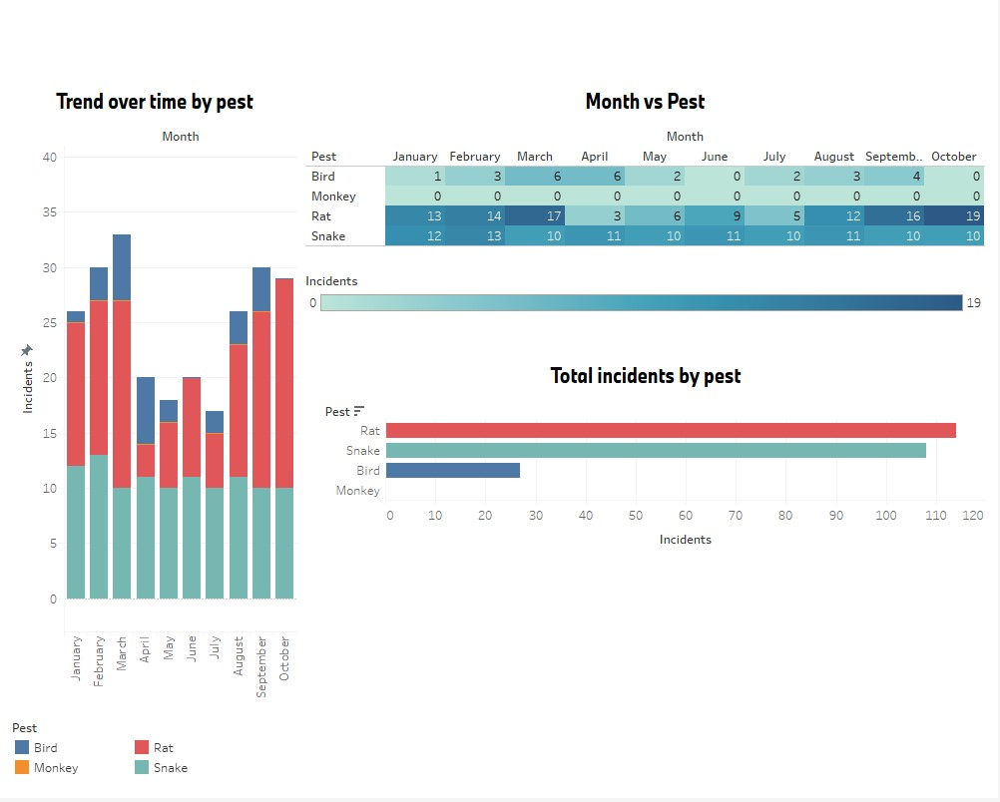 Trend over time by pest
Month
40
35
30
25
20
15
10
5
0
Incidents
January
February
March
April
May
June
July
August
September
October
Pest
Bird
Rat
Monkey
Snake
Month vs Pest
Month
Pest January February March April May June July August Septemb.. October
Bird 1 3 6 6 2 0 2 3 4 0
Monkey 0 0 0 0 0 0 0 0 0 0
Rat 13 14 17 3 6 9 5 12 16 19
Snake 12 13 10 11 10 11 10 11 10 10
Incidents
0 19
Total incidents by pest
Pest
Rat
Snake
Bird
Monkey
0 10 20 30 40 50 60 70 80 90 100 110 120
Incidents